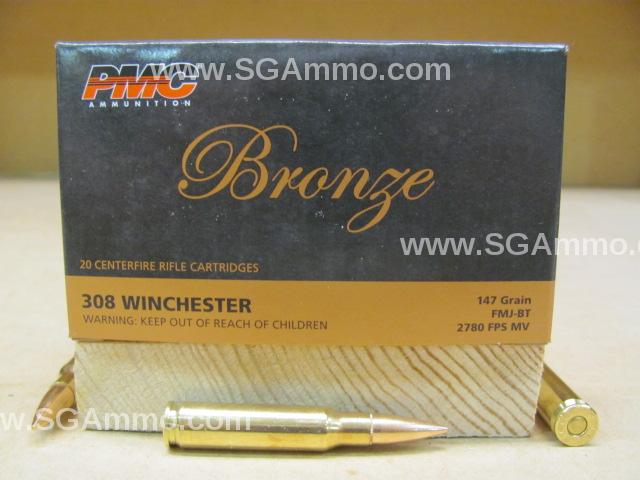 PMC www.SGAmmo.com
AMMUNITION
Bronze
www.SGAmmo.
20 CENTERFIRE RIFLE CARTRIDGES
308 WINCHESTER
147 Grain
WARNING: KEEP OUT OF REACH OF CHILDREN
FMJ-BT
2780 FPS MV
www.SGAmmo.com